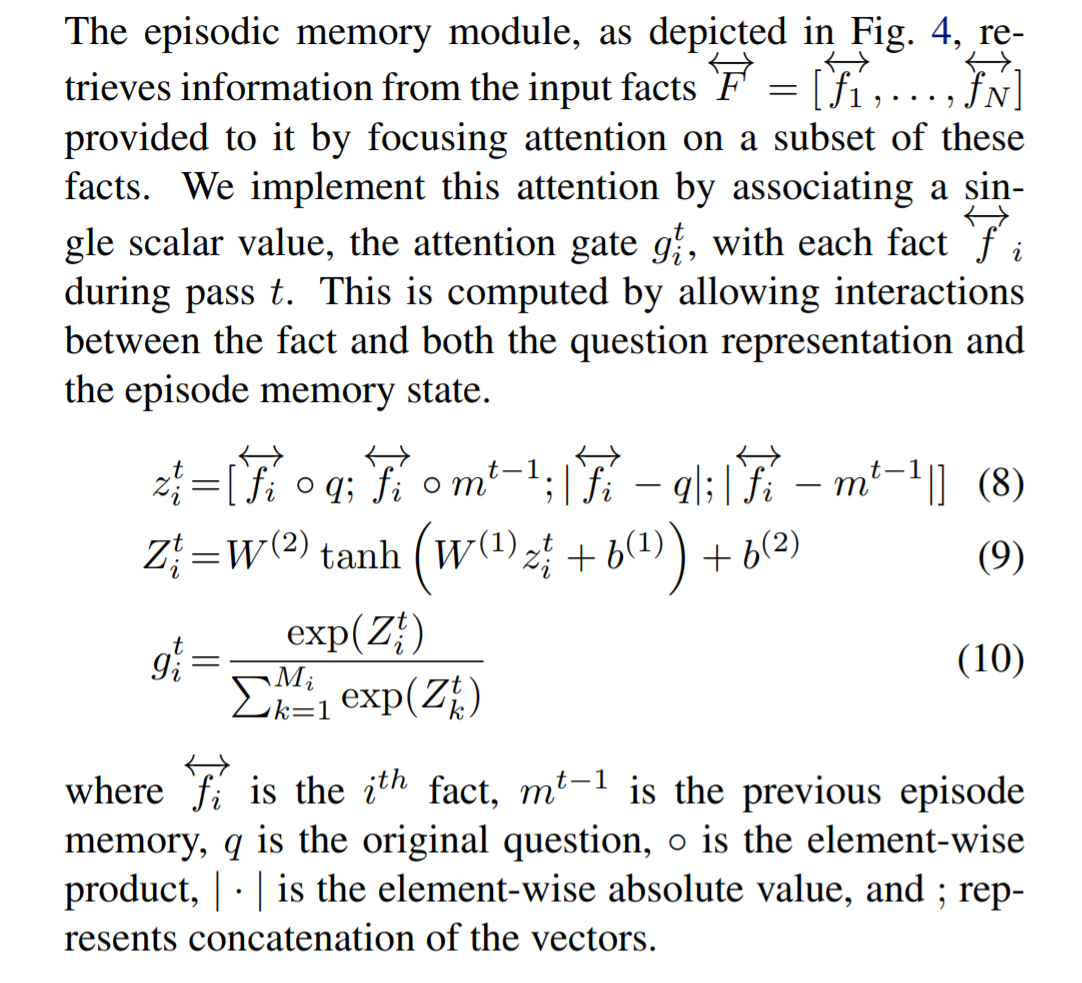 The episodic memory module, as depicted in Fig. 4, re-
trieves information from the input facts $\overleftrightarrow{F} = [\overleftrightarrow{f_1}, \ldots, \overleftrightarrow{f_N}]$
provided to it by focusing attention on a subset of these
facts. We implement this attention by associating a sin-
gle scalar value, the attention gate $g_i^t$, with each fact $\overleftrightarrow{f}_i$
during pass $t$. This is computed by allowing interactions
between the fact and both the question representation and
the episode memory state.
$z_i^t = [\overleftrightarrow{f_i} \circ q; \overleftrightarrow{f_i} \circ m^{t-1}; |\overleftrightarrow{f_i} - q|; |\overleftrightarrow{f_i} - m^{t-1}|]$ (8)
$Z_i^t = W^{(2)} \tanh\left(W^{(1)} z_i^t + b^{(1)}\right) + b^{(2)}$ (9)
$g_i^t = \frac{\exp(Z_i^t)}{\sum_{k=1}^{M_i} \exp(Z_k^t)}$ (10)
where $\overleftrightarrow{f_i}$ is the $i^{th}$ fact, $m^{t-1}$ is the previous episode
memory, $q$ is the original question, $\circ$ is the element-wise
product, $|\cdot|$ is the element-wise absolute value, and ; rep-
resents concatenation of the vectors.